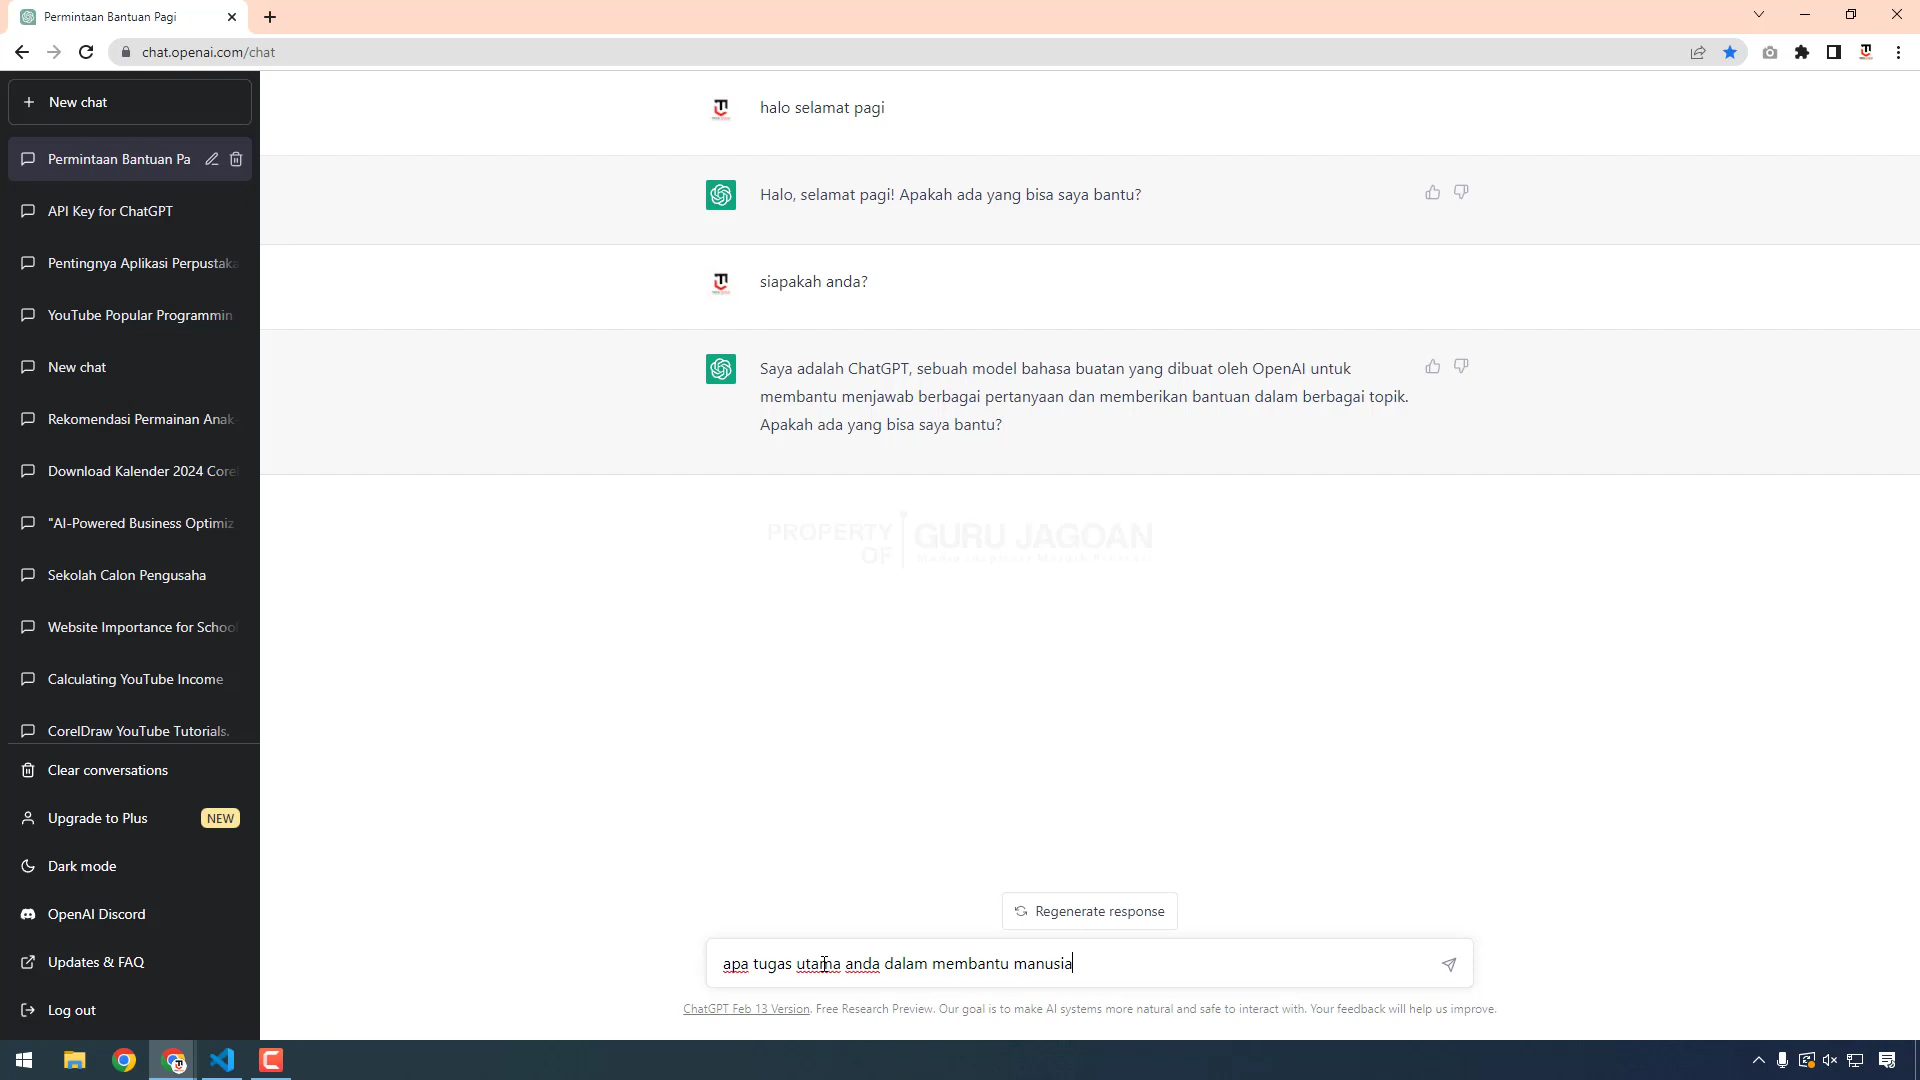 Permintaan Bantuan Pagi
chat.openai.com/chat
New chat
Permintaan Bantuan Pa
API Key for ChatGPT
Pentingnya Aplikasi Perpustaka
YouTube Popular Programmin
New chat
Rekomendasi Permainan Anak
Download Kalender 2024 Core
"AI-Powered Business Optimiz
Sekolah Calon Pengusaha
Website Importance for School
Calculating YouTube Income
CorelDraw YouTube Tutorials.
Clear conversations
Upgrade to Plus NEW
Dark mode
OpenAI Discord
Updates & FAQ
Log out
halo selamat pagi
Halo, selamat pagi! Apakah ada yang bisa saya bantu?
siapakah anda?
Saya adalah ChatGPT, sebuah model bahasa buatan yang dibuat oleh OpenAI untuk
membantu menjawab berbagai pertanyaan dan memberikan bantuan dalam berbagai topik.
Apakah ada yang bisa saya bantu?
PROPERTY
OF
GURU JAGOAN
Regenerate response
apa tugas utama anda dalam membantu manusia
ChatGPT Feb 13 Version. Free Research Preview. Our goal is to make AI systems more natural and safe to interact with. Your feedback will help us improve.